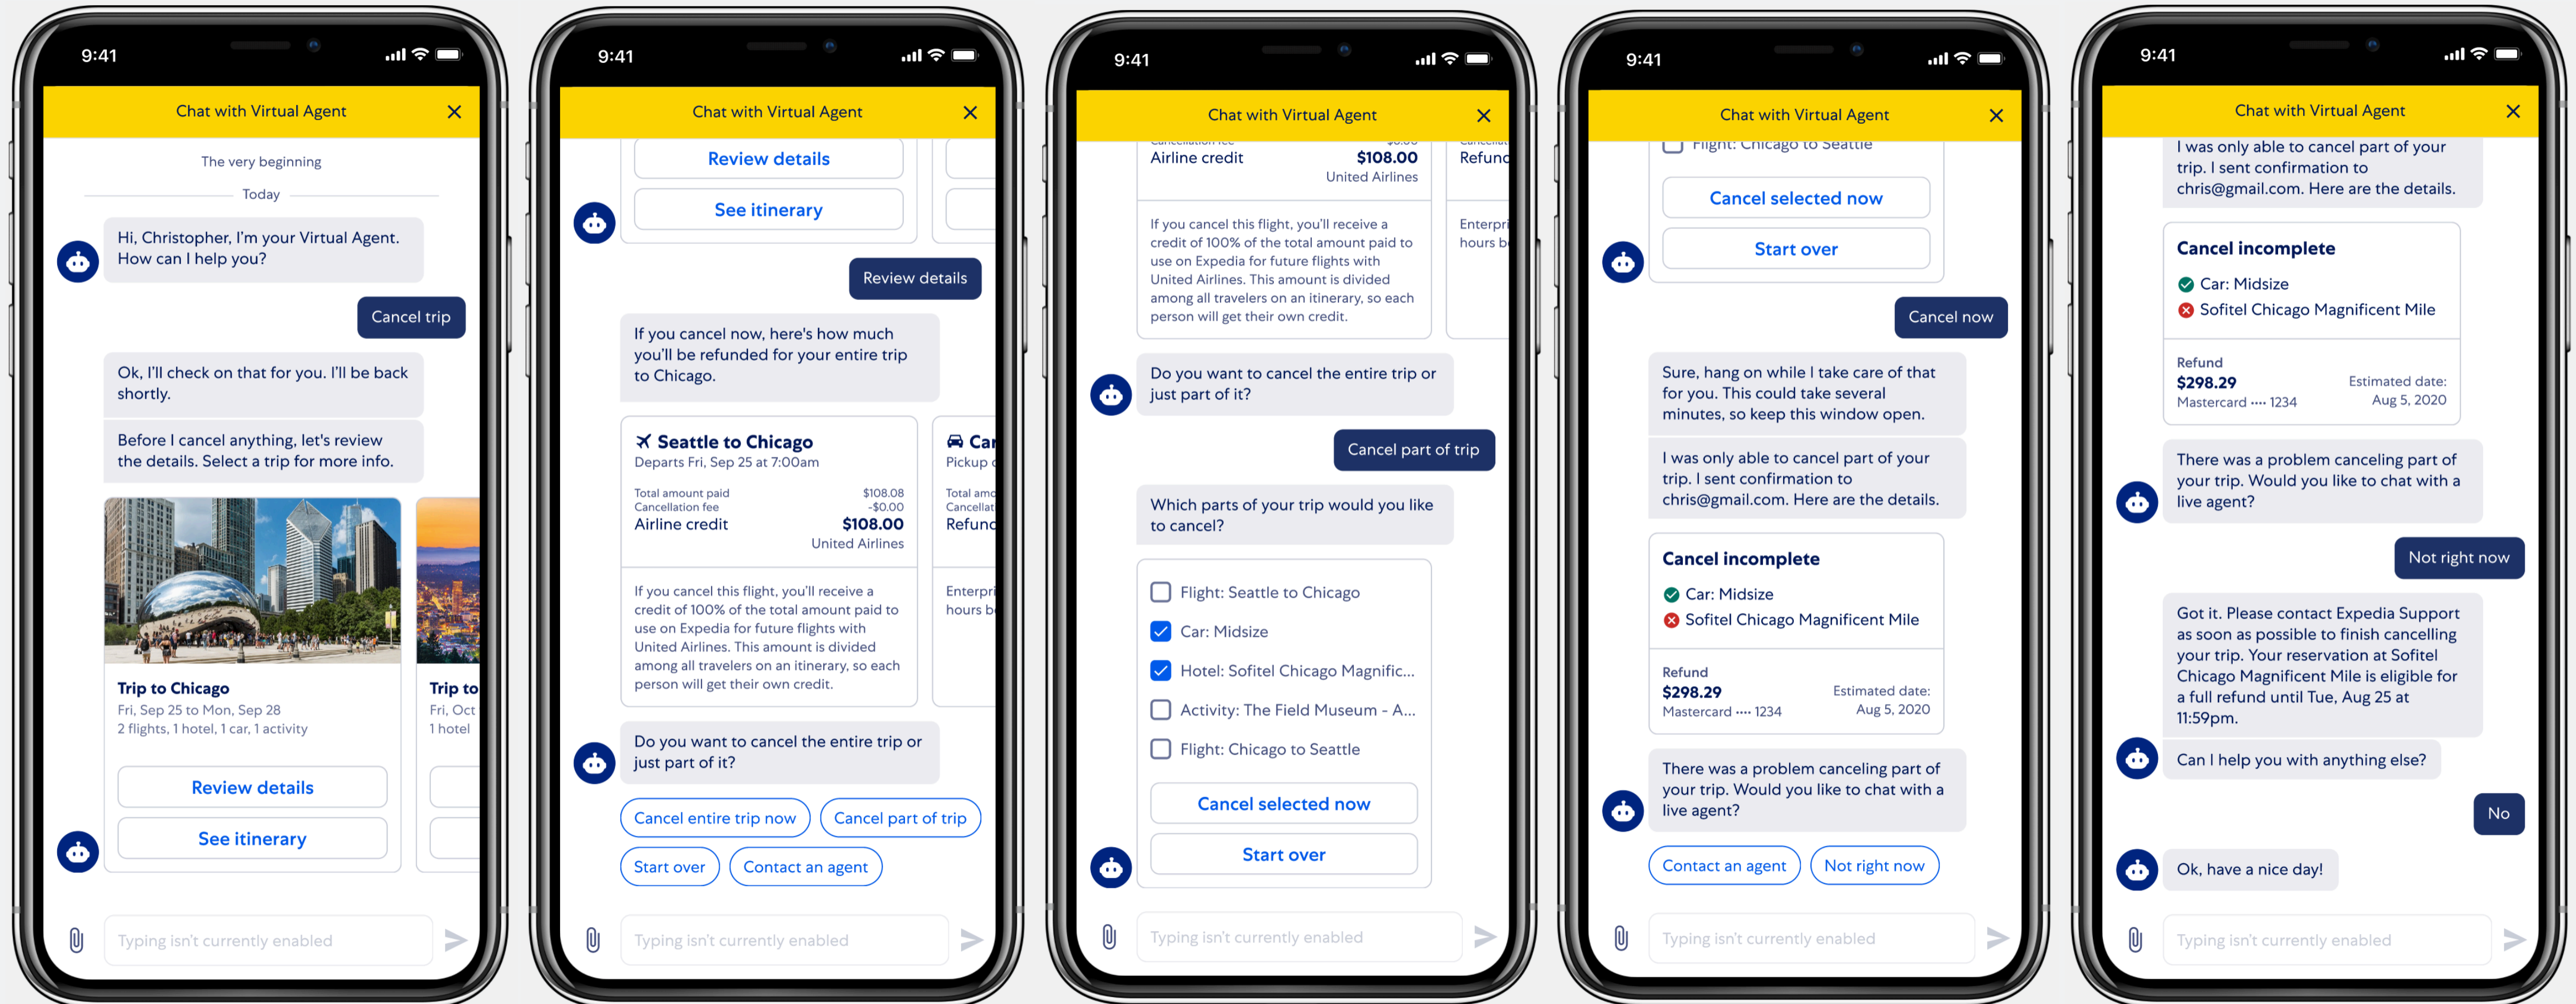 9:41
Chat with Virtual Agent
The very beginning
Today
Hi, Christopher, I'm your Virtual Agent.
How can I help you?
Cancel trip
Ok, I'll check on that for you. I'll be back
shortly.
Before I cancel anything, let's review
the details. Select a trip for more info.
Trip to Chicago
Fri, Sep 25 to Mon, Sep 28
2 flights, 1 hotel, 1 car, 1 activity
Review details
See itinerary
Trip to
Fri, Oct
1 hotel
Typing isn't currently enabled
9:41
Chat with Virtual Agent
Review details
See itinerary
Review details
If you cancel now, here's how much
you'll be refunded for your entire trip
to Chicago.
Seattle to Chicago
Departs Fri, Sep 25 at 7:00am
Total amount paid $108.08
Cancellation fee -$0.00
Airline credit $108.00
United Airlines
If you cancel this flight, you'll receive a
credit of 100% of the total amount paid to
use on Expedia for future flights with
United Airlines. This amount is divided
among all travelers on an itinerary, so each
person will get their own credit.
Car
Pickup
Total amo
Cancellat
Refund
Enterpri
hours b
Do you want to cancel the entire trip or
just part of it?
Cancel entire trip now
Cancel part of trip
Start over
Contact an agent
Typing isn't currently enabled
9:41
Chat with Virtual Agent
Airline credit $108.00
United Airlines
If you cancel this flight, you'll receive a
credit of 100% of the total amount paid to
use on Expedia for future flights with
United Airlines. This amount is divided
among all travelers on an itinerary, so each
person will get their own credit.
Refund
Enterpri
hours b
Do you want to cancel the entire trip or
just part of it?
Cancel part of trip
Which parts of your trip would you like
to cancel?
Flight: Seattle to Chicago
Car: Midsize
Hotel: Sofitel Chicago Magnific...
Activity: The Field Museum - A...
Flight: Chicago to Seattle
Cancel selected now
Start over
Typing isn't currently enabled
9:41
Chat with Virtual Agent
Flight: Chicago to Seattle
Cancel selected now
Start over
Cancel now
Sure, hang on while I take care of that
for you. This could take several
minutes, so keep this window open.
I was only able to cancel part of your
trip. I sent confirmation to
chris@gmail.com. Here are the details.
Cancel incomplete
Car: Midsize
Sofitel Chicago Magnificent Mile
Refund
$298.29
Mastercard •••• 1234
Estimated date:
Aug 5, 2020
There was a problem canceling part of
your trip. Would you like to chat with a
live agent?
Contact an agent
Not right now
Typing isn't currently enabled
9:41
Chat with Virtual Agent
I was only able to cancel part of your
trip. I sent confirmation to
chris@gmail.com. Here are the details.
Cancel incomplete
Car: Midsize
Sofitel Chicago Magnificent Mile
Refund
$298.29
Mastercard •••• 1234
Estimated date:
Aug 5, 2020
There was a problem canceling part of
your trip. Would you like to chat with a
live agent?
Not right now
Got it. Please contact Expedia Support
as soon as possible to finish cancelling
your trip. Your reservation at Sofitel
Chicago Magnificent Mile is eligible for
a full refund until Tue, Aug 25 at
11:59pm.
Can I help you with anything else?
No
Ok, have a nice day!
Typing isn't currently enabled